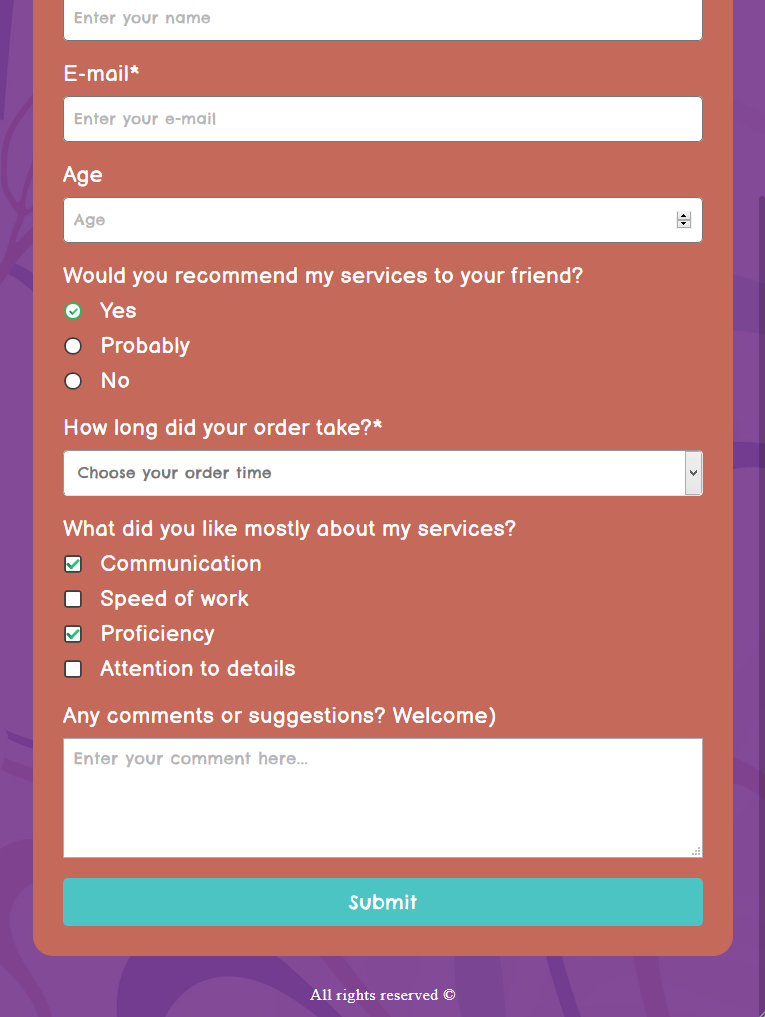 Enter your name
E-mail*
Enter your e-mail
Age
Age
Would you recommend my services to your friend?
Yes
Probably
No
How long did your order take?*
Choose your order time
What did you like mostly about my services?
Communication
Speed of work
Proficiency
Attention to details
Any comments or suggestions? Welcome)
Enter your comment here...
Submit
All rights reserved ©